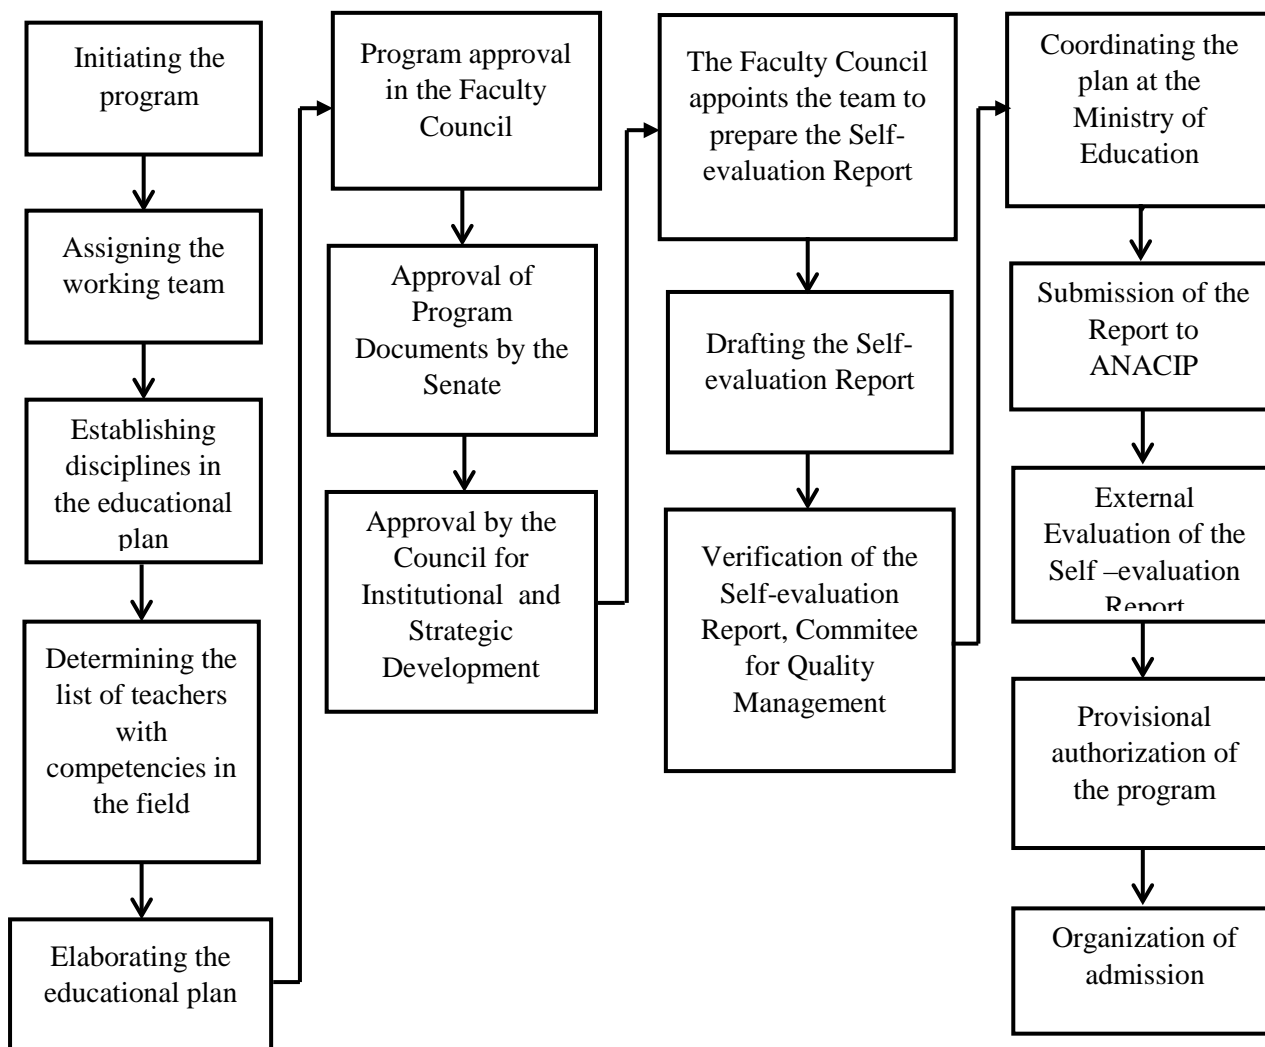 Initiating the
program
Assigning the
working team
Establishing
disciplines in
the educational
plan
Determining the
list of teachers
with
competencies in
the field
Elaborating the
educational plan
Program approval
in the Faculty
Council
Approval of
Program
Documents by the
Senate
Approval by the
Council for
Institutional and
Strategic
Development
The Faculty Council
appoints the team to
prepare the Self-
evaluation Report
Drafting the Self-
evaluation Report
Verification of the
Self-evaluation
Report, Commitee
for Quality
Management
Coordinating the
plan at the
Ministry of
Education
Submission of the
Report to
ANACIP
External
Evaluation of the
Self –evaluation
Report
Provisional
authorization of
the program
Organization of
admission